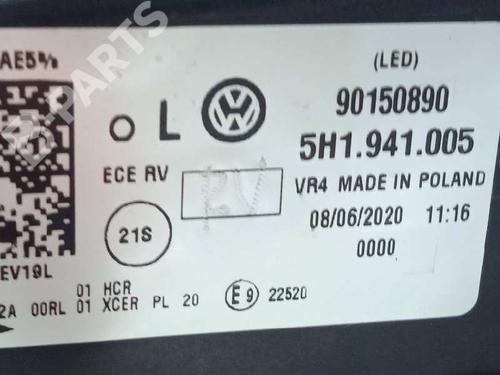 AE5%
(LED)
L
90150890
5H1.941.005
ECE RV
VR4 MADE IN POLAND
21S
08/06/2020 11:16
0000
EV19L
01 HCR
2A 00RL 01 XCER PL 20
E9 22520
PARTS